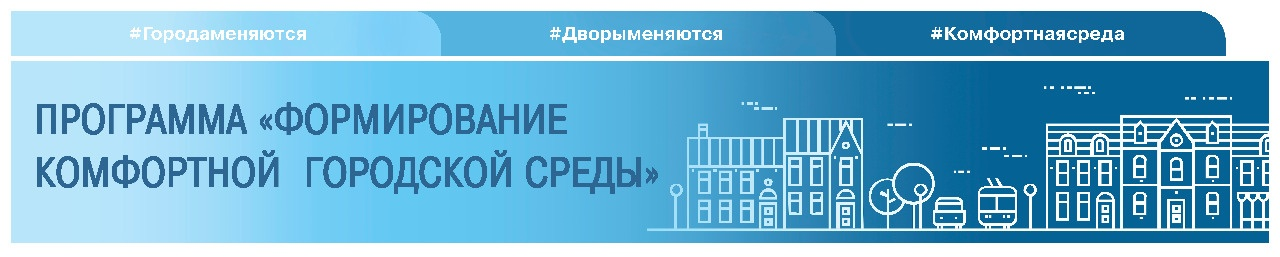 #Городаменяются
#Дворыменяются
#Комфортнаясреда
ПРОГРАММА «ФОРМИРОВАНИЕ
КОМФОРТНОЙ ГОРОДСКОЙ СРЕДЫ»